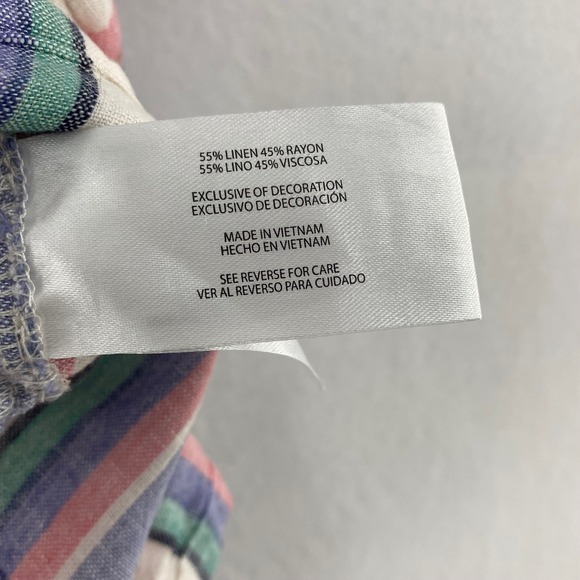 55% LINEN 45% RAYON
55% LINO 45% VISCOSA
EXCLUSIVE OF DECORATION
EXCLUSIVO DE DECORACIÓN
MADE IN VIETNAM
HECHO EN VIETNAM
SEE REVERSE FOR CARE
VER AL REVERSO PARA CUIDADO